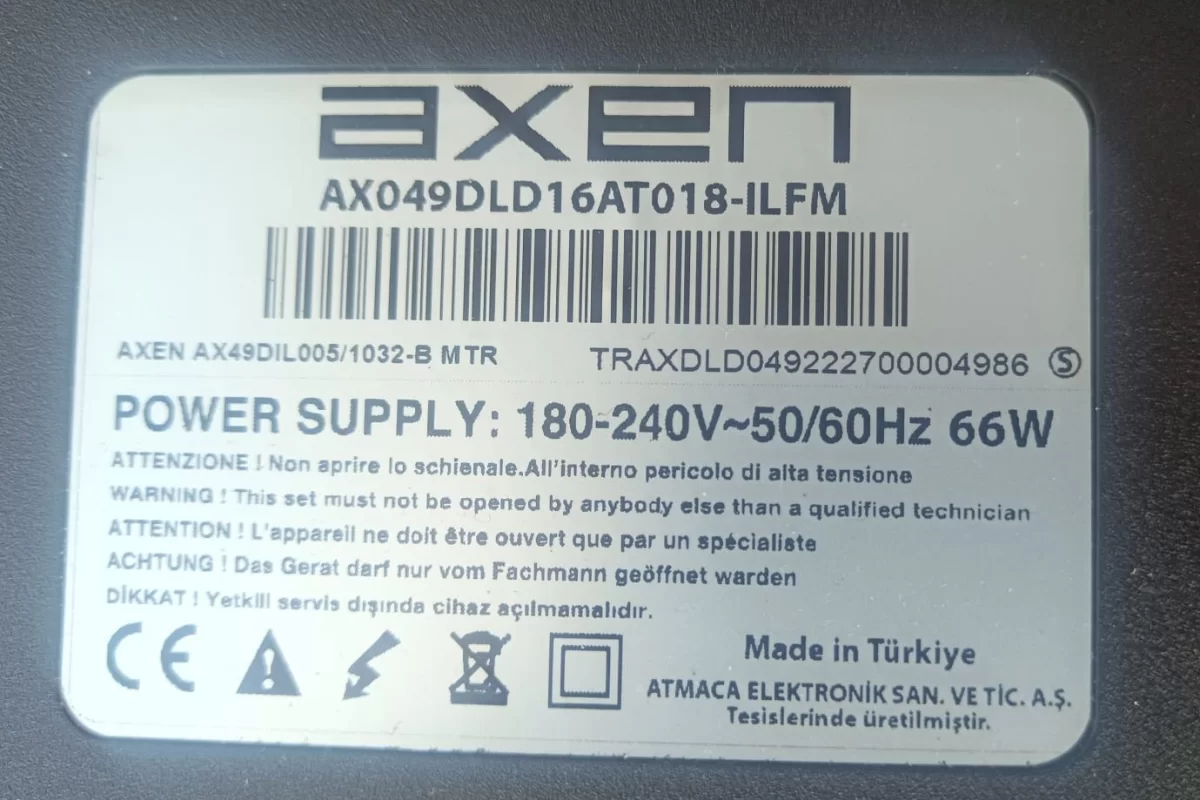 axen
AX049DLD16AT018-ILFM
AXEN AX49DIL005/1032-B MTR TRAXDLD049222700004986 Ⓢ
POWER SUPPLY: 180-240V~50/60Hz 66W
ATTENZIONE ! Non aprire lo schienale.All'interno pericolo di alta tensione
WARNING ! This set must not be opened by anybody else than a qualified technician
ATTENTION ! L'appareil ne doit être ouvert que par un spécialiste
ACHTUNG ! Das Gerat darf nur vom Fachmann geöffnet warden
DİKKAT ! Yetkili servis dışında cihaz açılmamalıdır.
CE
Made in Türkiye
ATMACA ELEKTRONİK SAN. VE TİC. A.Ş.
Tesislerinde üretilmiştir.